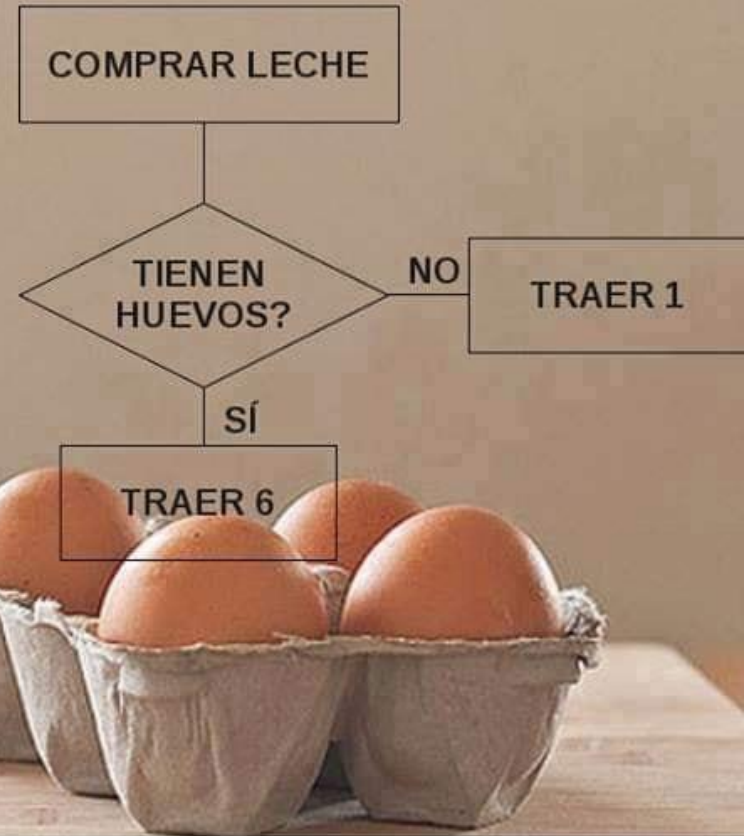 COMPRAR LECHE
TIENEN
HUEVOS?
NO
TRAER 1
SÍ
TRAER 6